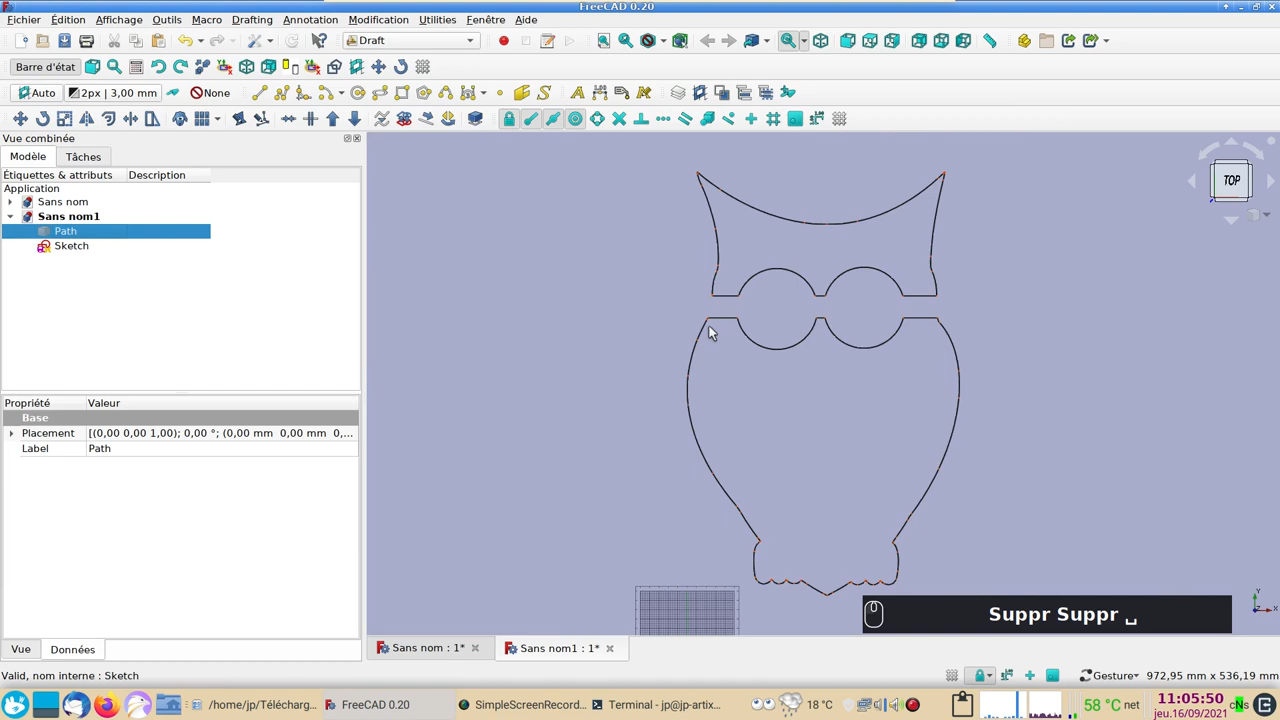 FreeCAD 0.20
Fichier Édition Affichage Outils Macro Drafting Annotation Modification Utilities Fenêtre Aide
Draft
Barre d'état
Auto 2px | 3,00 mm None
Vue combinée
Modèle Tâches
Étiquettes & attributs Description
Application
Sans nom
Sans nom1
Path
Sketch
TOP
Propriété Valeur
Base
Placement [(0,00 0,00 1,00); 0,00 °; (0,00 mm 0,00 mm 0,...
Label Path
Suppr Suppr ␣
Vue Données
Sans nom : 1* Sans nom1 : 1*
Valid, nom interne : Sketch
Gesture 972,95 mm x 536,19 mm
/home/jp/Télécharg... FreeCAD 0.20 SimpleScreenRecord... Terminal - jp@jp-artix... 18 °C 58 °C net 11:05:50 cNs
jeu.16/09/2021